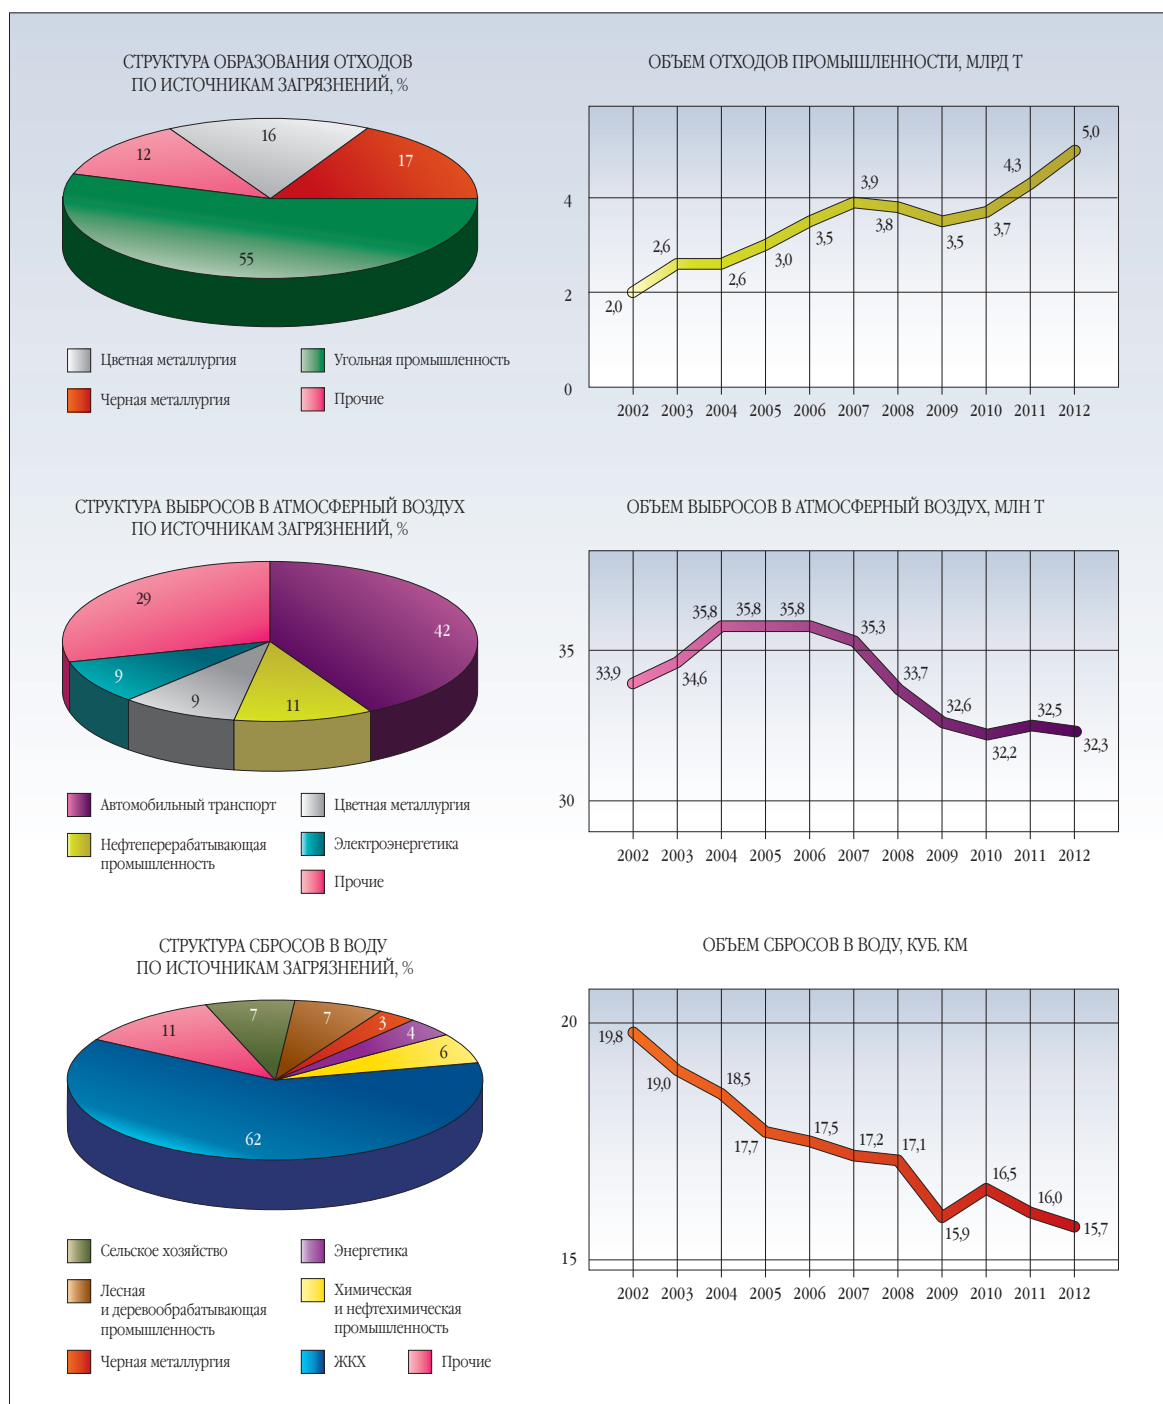 СТРУКТУРА ОБРАЗОВАНИЯ ОТХОДОВ
ПО ИСТОЧНИКАМ ЗАГРЯЗНЕНИЙ, %
16
12
17
55
Цветная металлургия
Угольная промышленность
Черная металлургия
Прочие
ОБЪЕМ ОТХОДОВ ПРОМЫШЛЕННОСТИ, МЛРД Т
5,0
4,3
3,9
4
3,8
3,7
3,5
3,5
2,6
3,0
2,6
2
2,0
0
2002 2003 2004 2005 2006 2007 2008 2009 2010 2011 2012
СТРУКТУРА ВЫБРОСОВ В АТМОСФЕРНЫЙ ВОЗДУХ
ПО ИСТОЧНИКАМ ЗАГРЯЗНЕНИЙ, %
29
42
9
9
11
Автомобильный транспорт
Цветная металлургия
Нефтеперерабатывающая
промышленность
Электроэнергетика
Прочие
ОБЪЕМ ВЫБРОСОВ В АТМОСФЕРНЫЙ ВОЗДУХ, МЛН Т
35,8 35,8 35,8
35,3
35
33,9
34,6
33,7
32,6
32,5
32,2
32,3
30
2002 2003 2004 2005 2006 2007 2008 2009 2010 2011 2012
СТРУКТУРА СБРОСОВ В ВОДУ
ПО ИСТОЧНИКАМ ЗАГРЯЗНЕНИЙ, %
7
7
3
11
4
6
62
Сельское хозяйство
Энергетика
Лесная
и деревообрабатывающая
промышленность
Химическая
и нефтехимическая
промышленность
Черная металлургия
ЖКХ
Прочие
ОБЪЕМ СБРОСОВ В ВОДУ, КУБ. КМ
20
19,8
19,0
18,5
17,7
17,5
17,2
17,1
16,5
16,0
15,9
15,7
15
2002 2003 2004 2005 2006 2007 2008 2009 2010 2011 2012